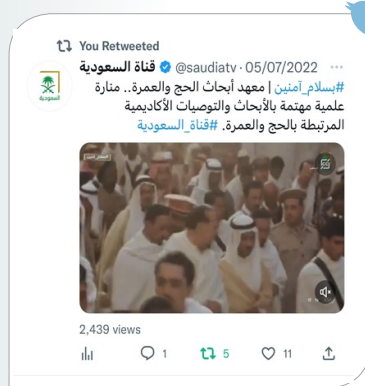 You Retweeted
قناة السعودية @saudiatv · 05/07/2022 ...
السعودية
#بسلام_آمنين | معهد أبحاث الحج والعمرة.. منارة
علمية مهتمة بالأبحاث والتوصيات الأكاديمية
المرتبطة بالحج والعمرة. #قناة_السعودية
2,439 views
1 5 11